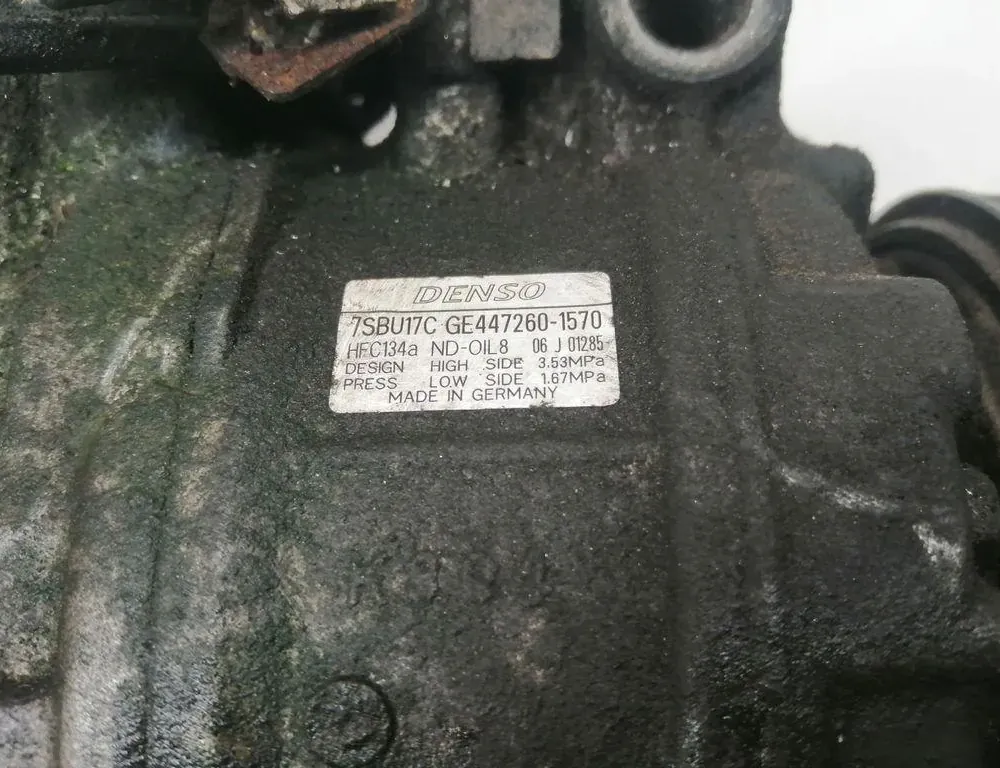 DENSO
7SBU17C GE447260-1570
HFC134a ND-OIL8 06 J 01285
DESIGN HIGH SIDE 3.53MPa
PRESS LOW SIDE 1.67MPa
MADE IN GERMANY